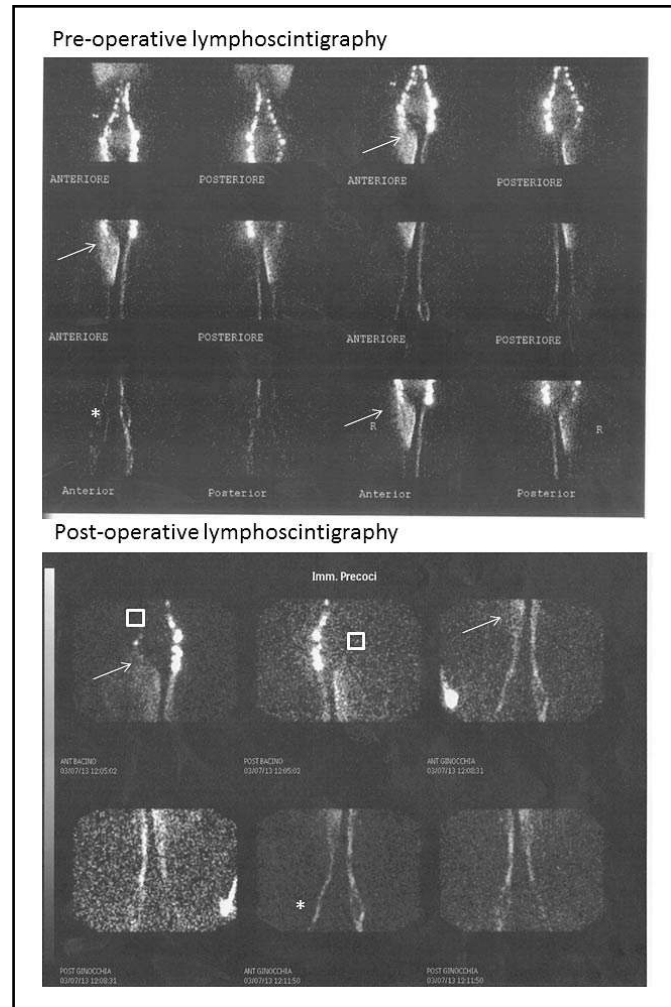 Pre-operative lymphoscintigraphy
ANTERIORE POSTERIORE ANTERIORE POSTERIORE
ANTERIORE POSTERIORE ANTERIORE POSTERIORE
*
R R
Anterior Posterior Anterior Posterior
Post-operative lymphoscintigraphy
Imm. Precoci
ANT BACINO POST BACINO ANT GINOCCHIA
03/07/13 12:05:02 03/07/13 12:05:02 03/07/13 12:08:31
*
POST GINOCCHIA ANT GINOCCHIA POST GINOCCHIA
03/07/13 12:08:31 03/07/13 12:11:50 03/07/13 12:11:50